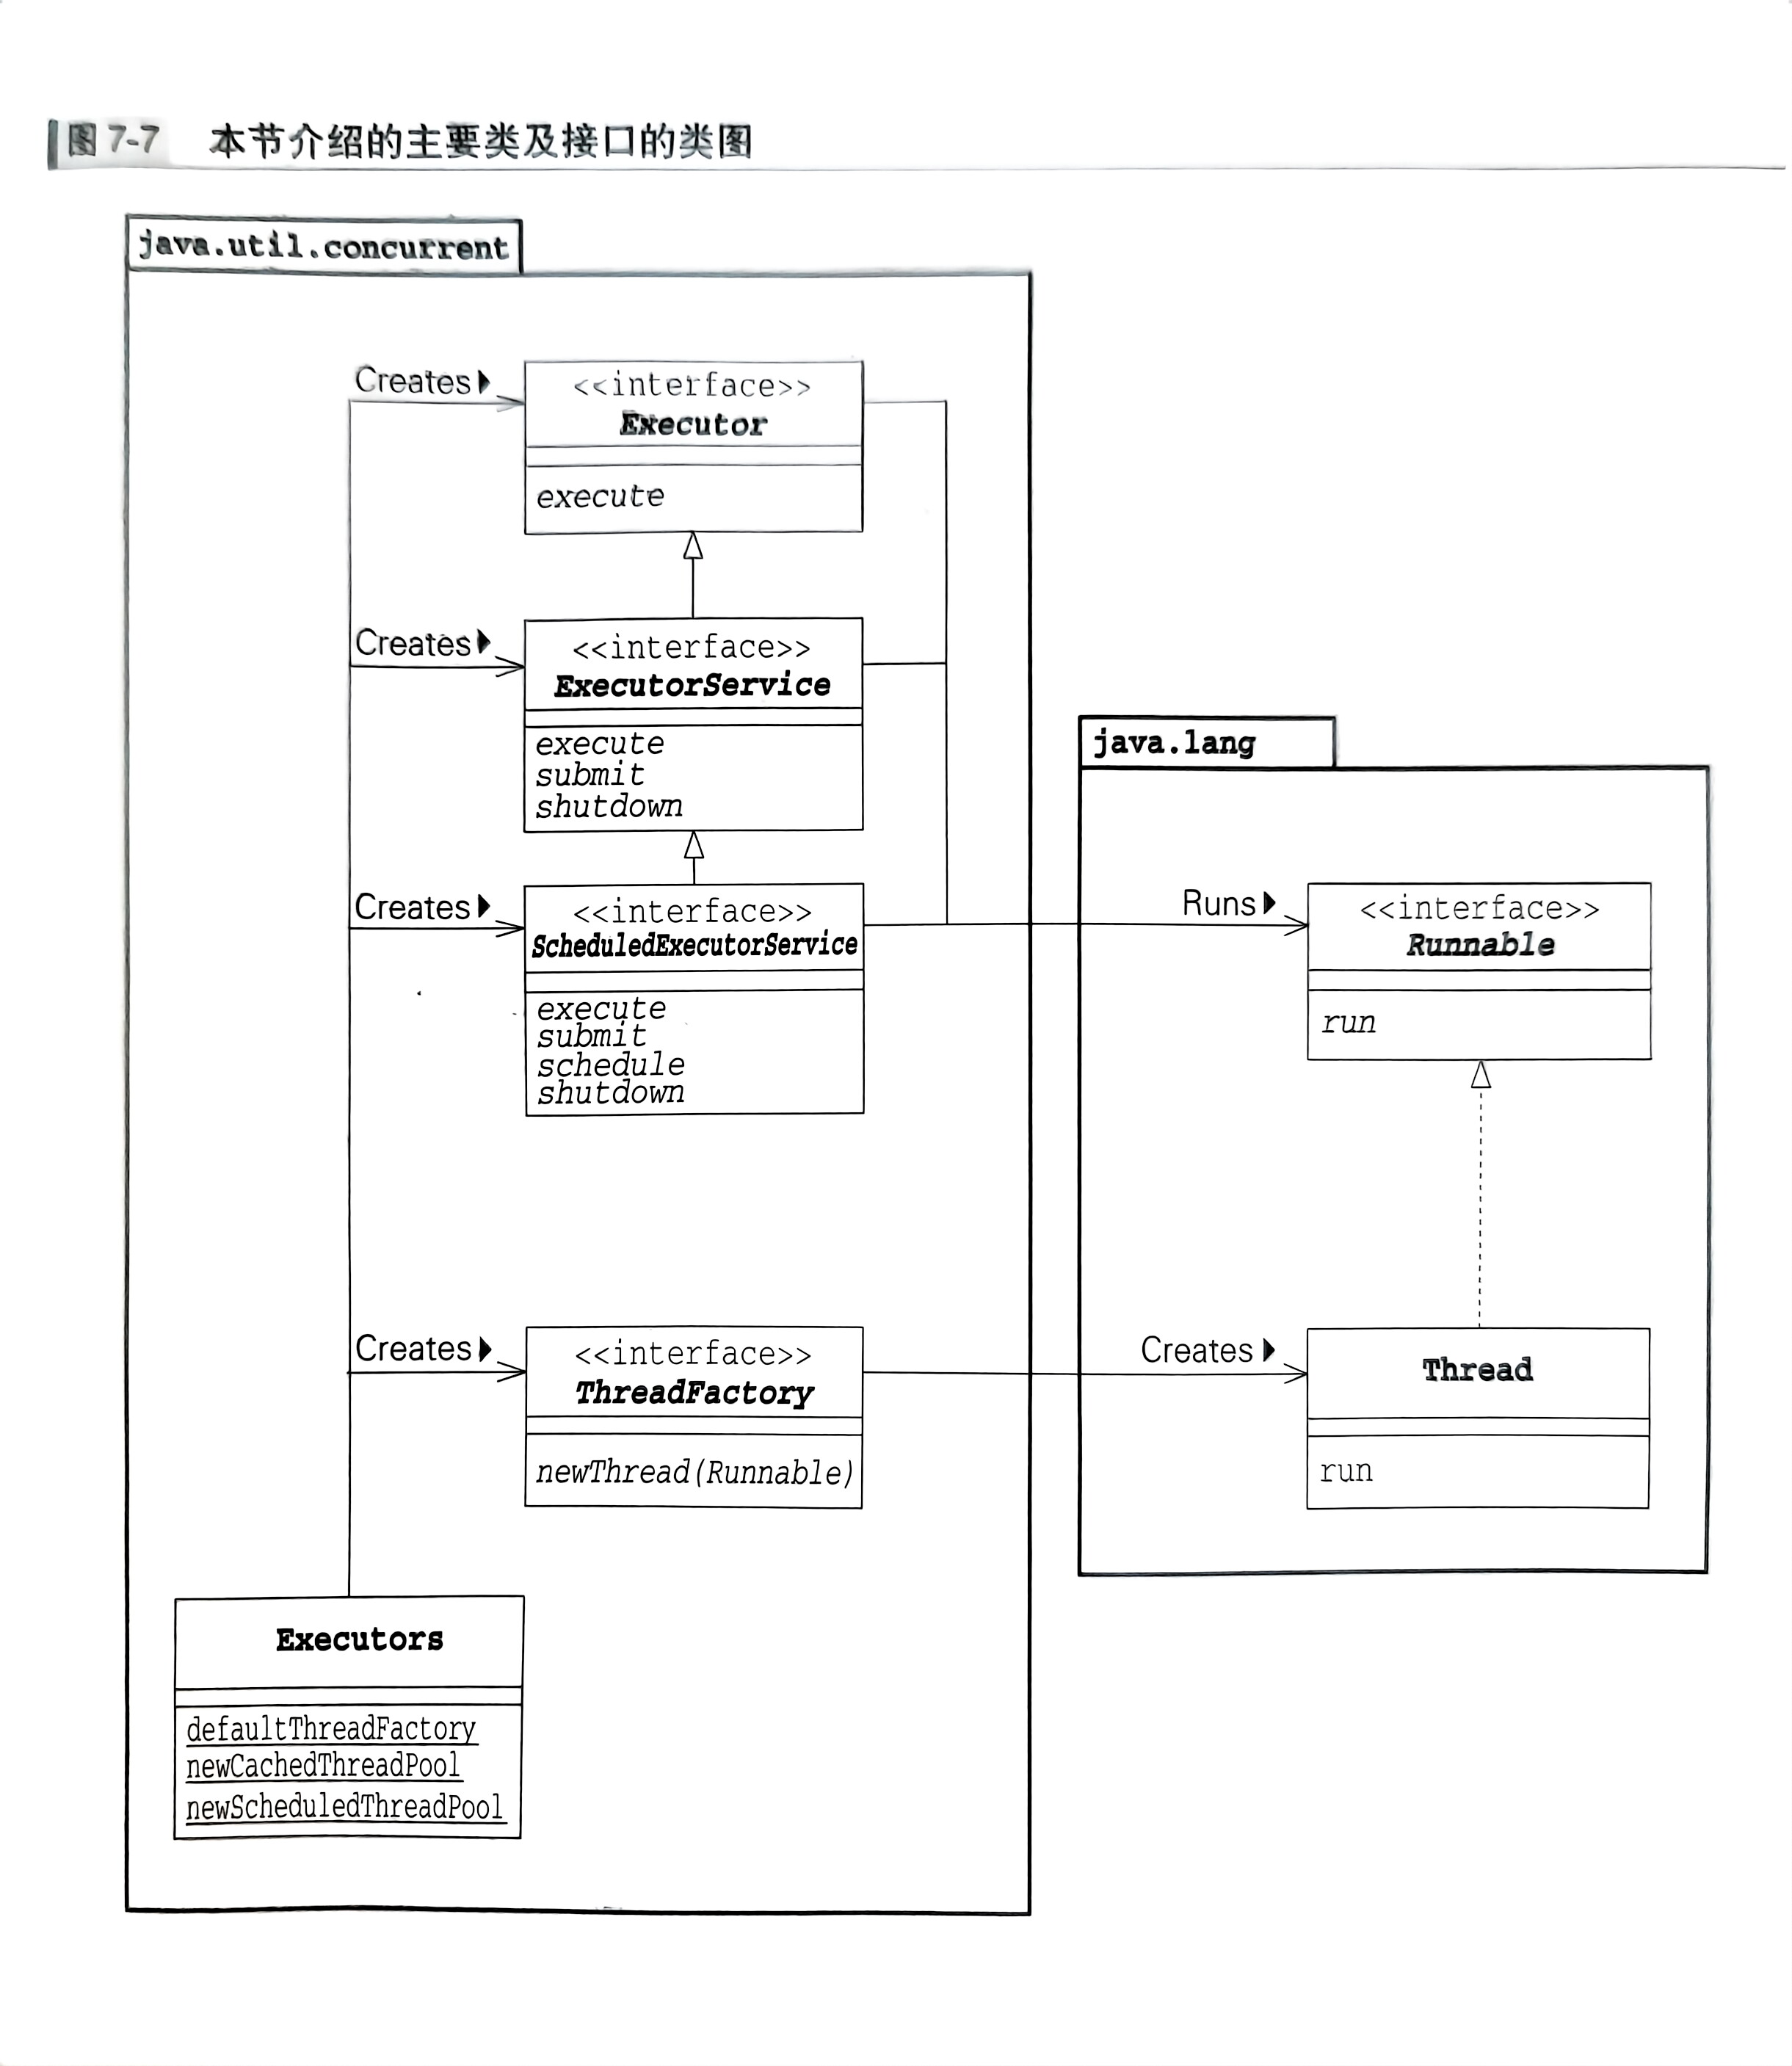 图 7-7 本节介绍的主要类及接口的类图
java.util.concurrent
Creates
<<interface>>
Executor
execute
Creates
<<interface>>
ExecutorService
execute
submit
shutdown
Creates
<<interface>>
ScheduledExecutorService
execute
submit
schedule
shutdown
Creates
<<interface>>
ThreadFactory
newThread(Runnable)
Executors
defaultThreadFactory
newCachedThreadPool
newScheduledThreadPool
java.lang
Runs
<<interface>>
Runnable
run
Creates
Thread
run